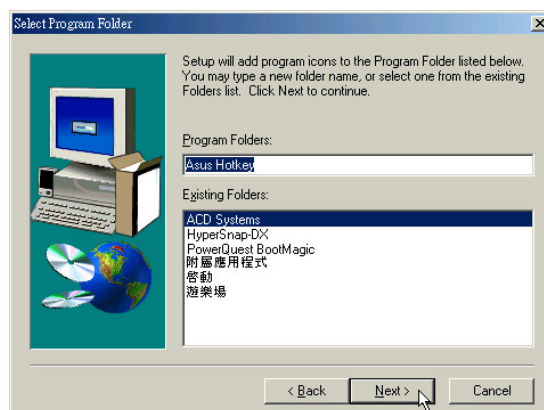 Select Program Folder
Setup will add program icons to the Program Folder listed below.
You may type a new folder name, or select one from the existing
Folders list. Click Next to continue.
Program Folders:
Asus Hotkey
Existing Folders:
ACD Systems
HyperSnap-DX
PowerQuest BootMagic
附屬應用程式
啓動
遊樂場
< Back
Next >
Cancel